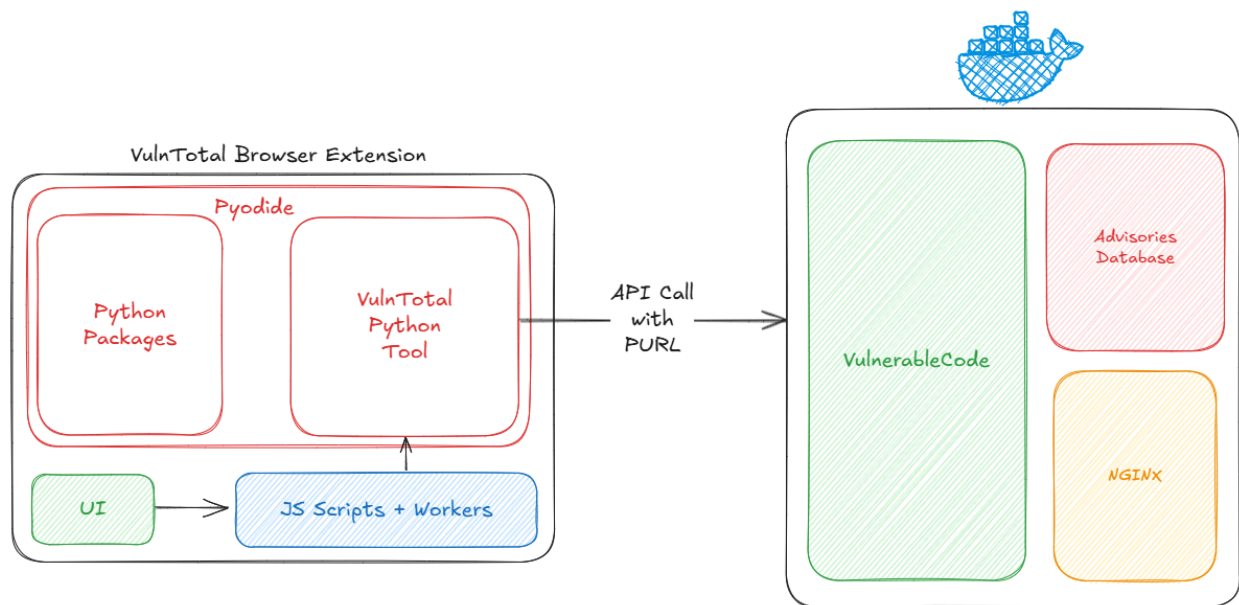 VulnTotal Browser Extension
Pyodide
Python
Packages
VulnTotal
Python
Tool
UI
JS Scripts + Workers
API Call
with
PURL
VulnerableCode
Advisories
Database
NGINX